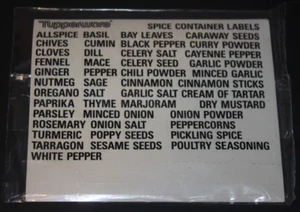 Tupperware SPICE CONTAINER LABELS
ALLSPICE BASIL BAY LEAVES CARAWAY SEEDS
CHIVES CUMIN BLACK PEPPER CURRY POWDER
CLOVES DILL CELERY SALT CAYENNE PEPPER
FENNEL MACE CELERY SEED GARLIC POWDER
GINGER PEPPER CHILI POWDER MINCED GARLIC
NUTMEG SAGE CINNAMON CINNAMON STICKS
OREGANO SALT GARLIC SALT CREAM OF TARTAR
PAPRIKA THYME MARJORAM DRY MUSTARD
PARSLEY MINCED ONION ONION POWDER
ROSEMARY ONION SALT PEPPERCORNS
TURMERIC POPPY SEEDS PICKLING SPICE
TARRAGON SESAME SEEDS POULTRY SEASONING
WHITE PEPPER